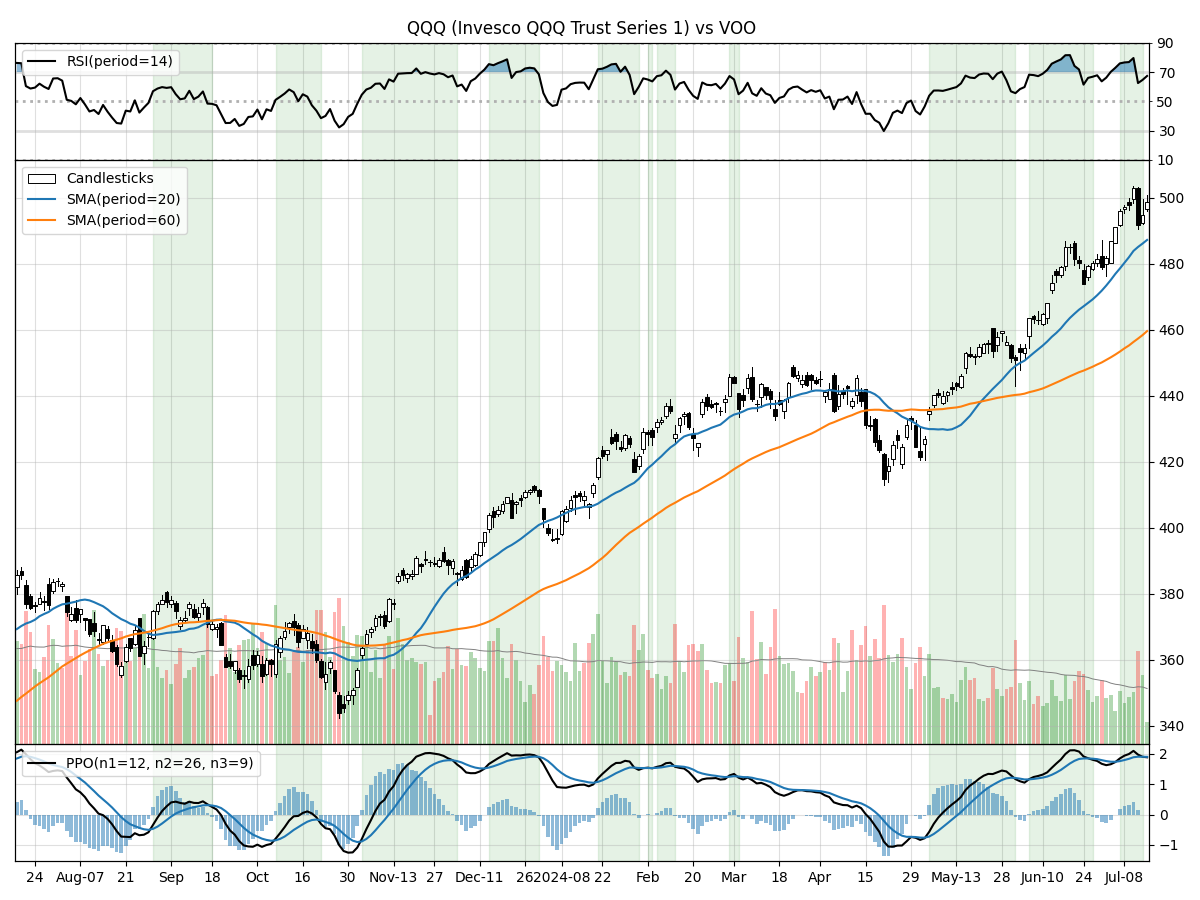 QQQ (Invesco QQQ Trust Series 1) vs VOO
RSI(period=14)
90
70
50
30
10
Candlesticks
SMA(period=20)
SMA(period=60)
500
480
460
440
420
400
380
360
340
PPO(n1=12, n2=26, n3=9)
2
1
0
−1
24 Aug-07 21 Sep 18 Oct 16 30 Nov-13 27 Dec-11 26 2024-08 22 Feb 20 Mar 18 Apr 15 29 May-13 28 Jun-10 24 Jul-08